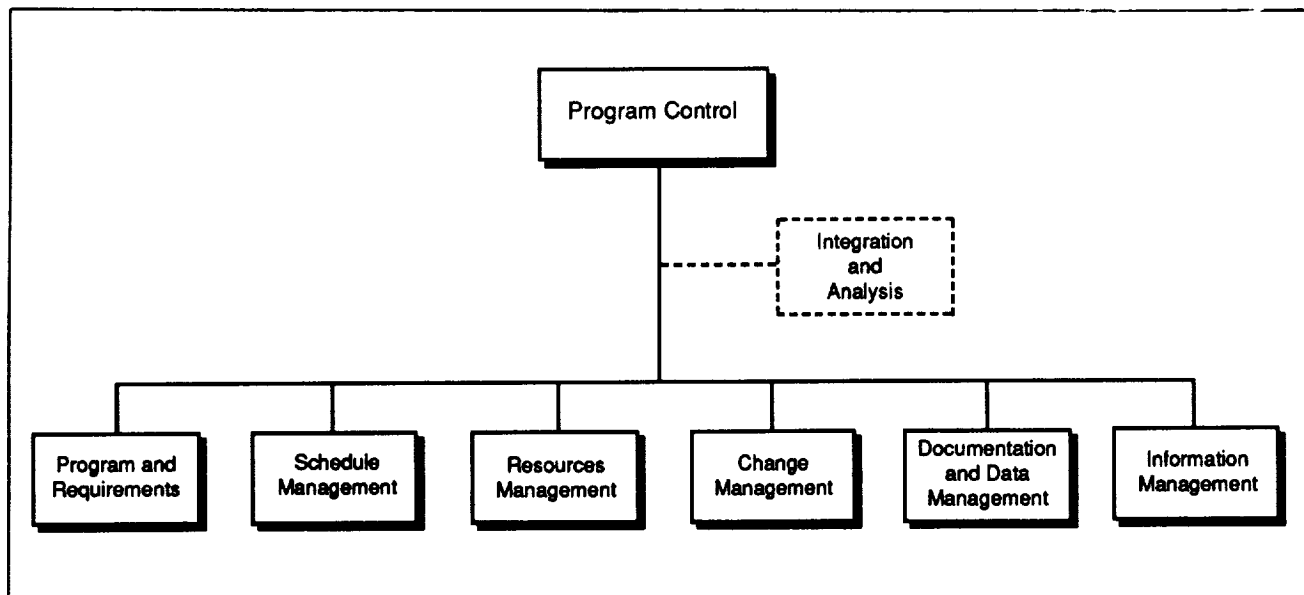 Program Control
Integration
and
Analysis
Program and
Requirements
Schedule
Management
Resources
Management
Change
Management
Documentation
and Data
Management
Information
Management